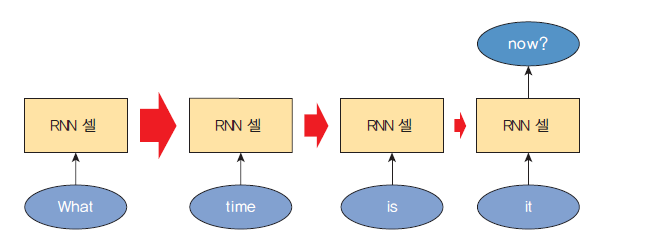 now?
RNN 셀
RNN 셀
RNN 셀
RNN 셀
What
time
is
it